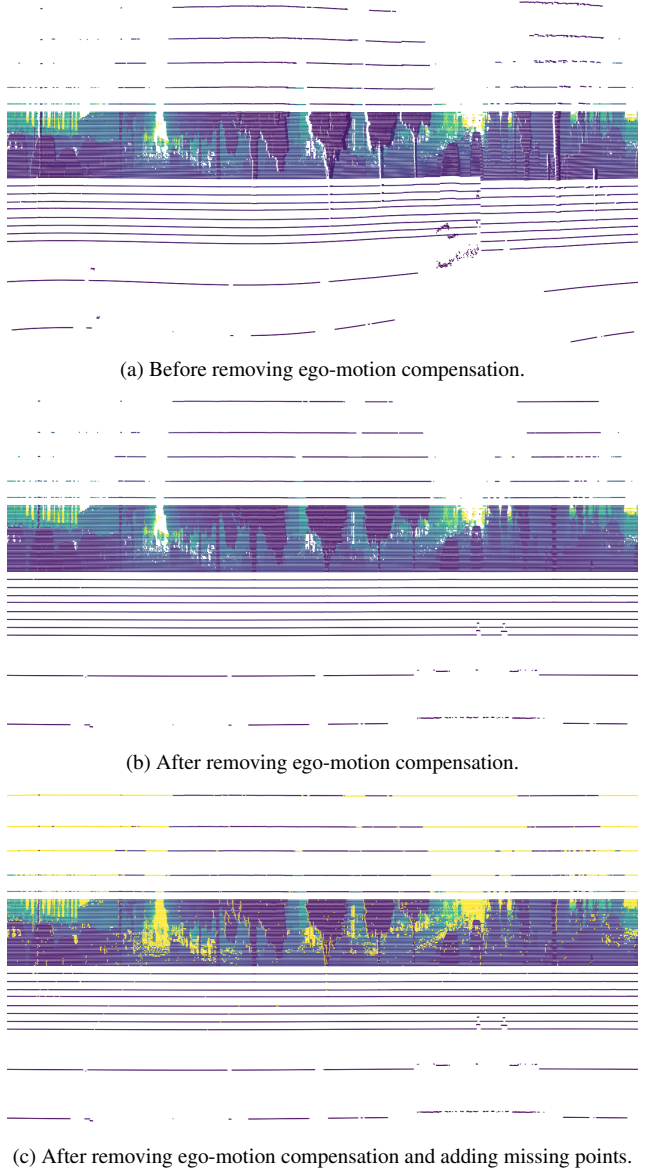 (a) Before removing ego-motion compensation.
(b) After removing ego-motion compensation.
(c) After removing ego-motion compensation and adding missing points.